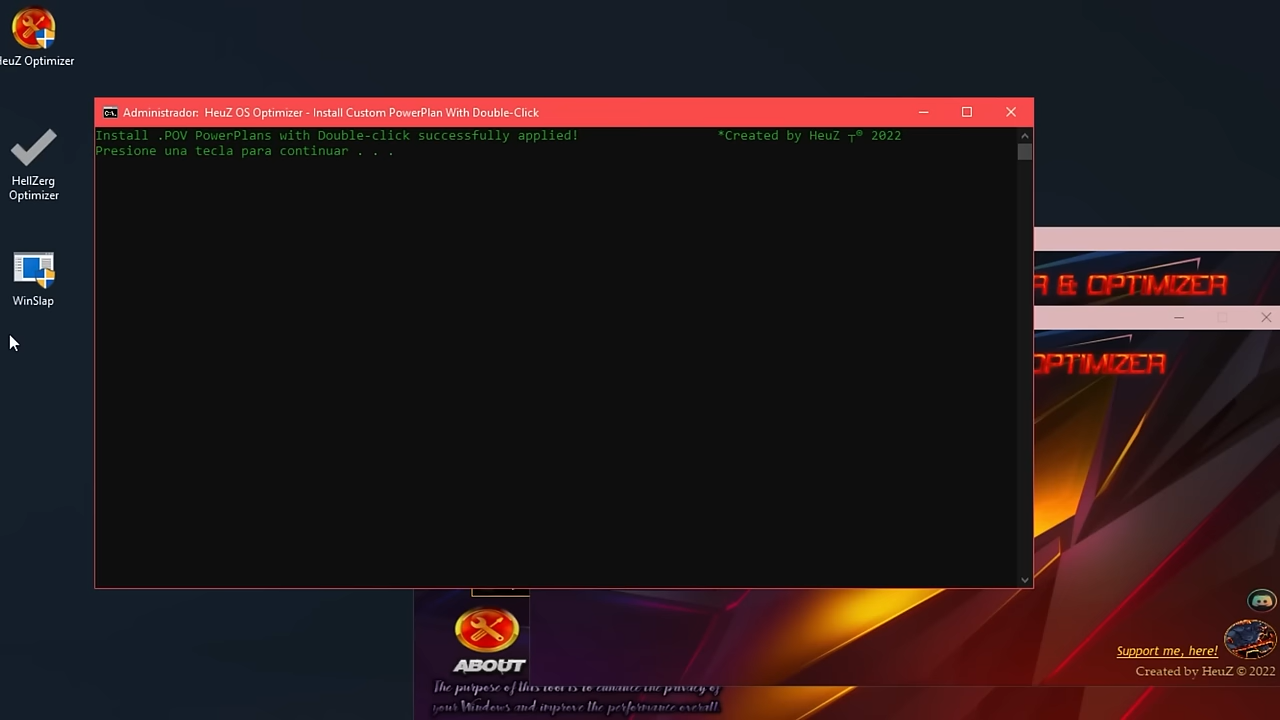 HeuZ Optimizer
HellZerg
Optimizer
WinSlap
Administrador: HeuZ OS Optimizer - Install Custom PowerPlan With Double-Click
Install .POV PowerPlans with Double-click successfully applied! *Created by HeuZ ┬® 2022
Presione una tecla para continuar . . .
R & OPTIMIZER
OPTIMIZER
ABOUT
The purpose of this tool is to enhance the privacy of
your Windows and improve the performance overall.
Support me, here!
Created by HeuZ © 2022